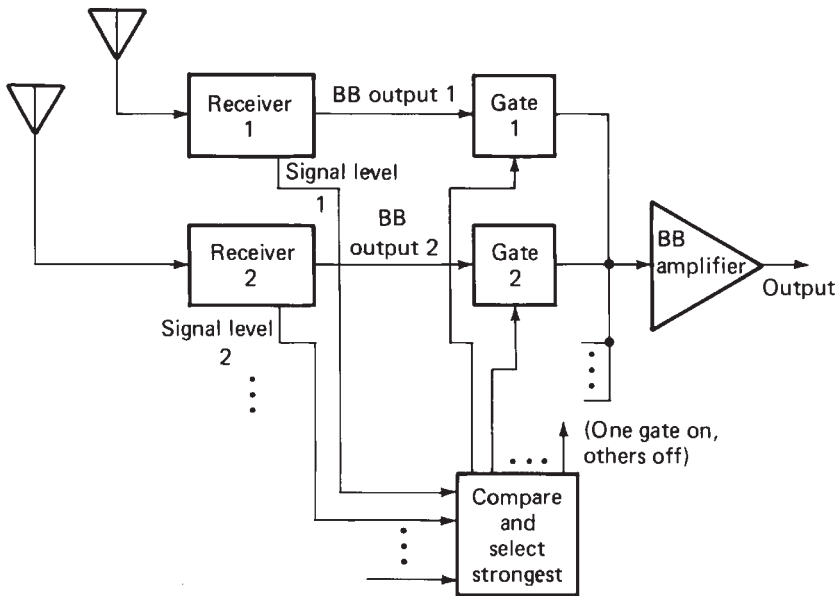 Receiver
1
BB output 1
Gate
1
Signal level
1
Receiver
2
BB
output 2
Gate
2
BB
amplifier
Output
Signal level
2
(One gate on,
others off)
Compare
and
select
strongest